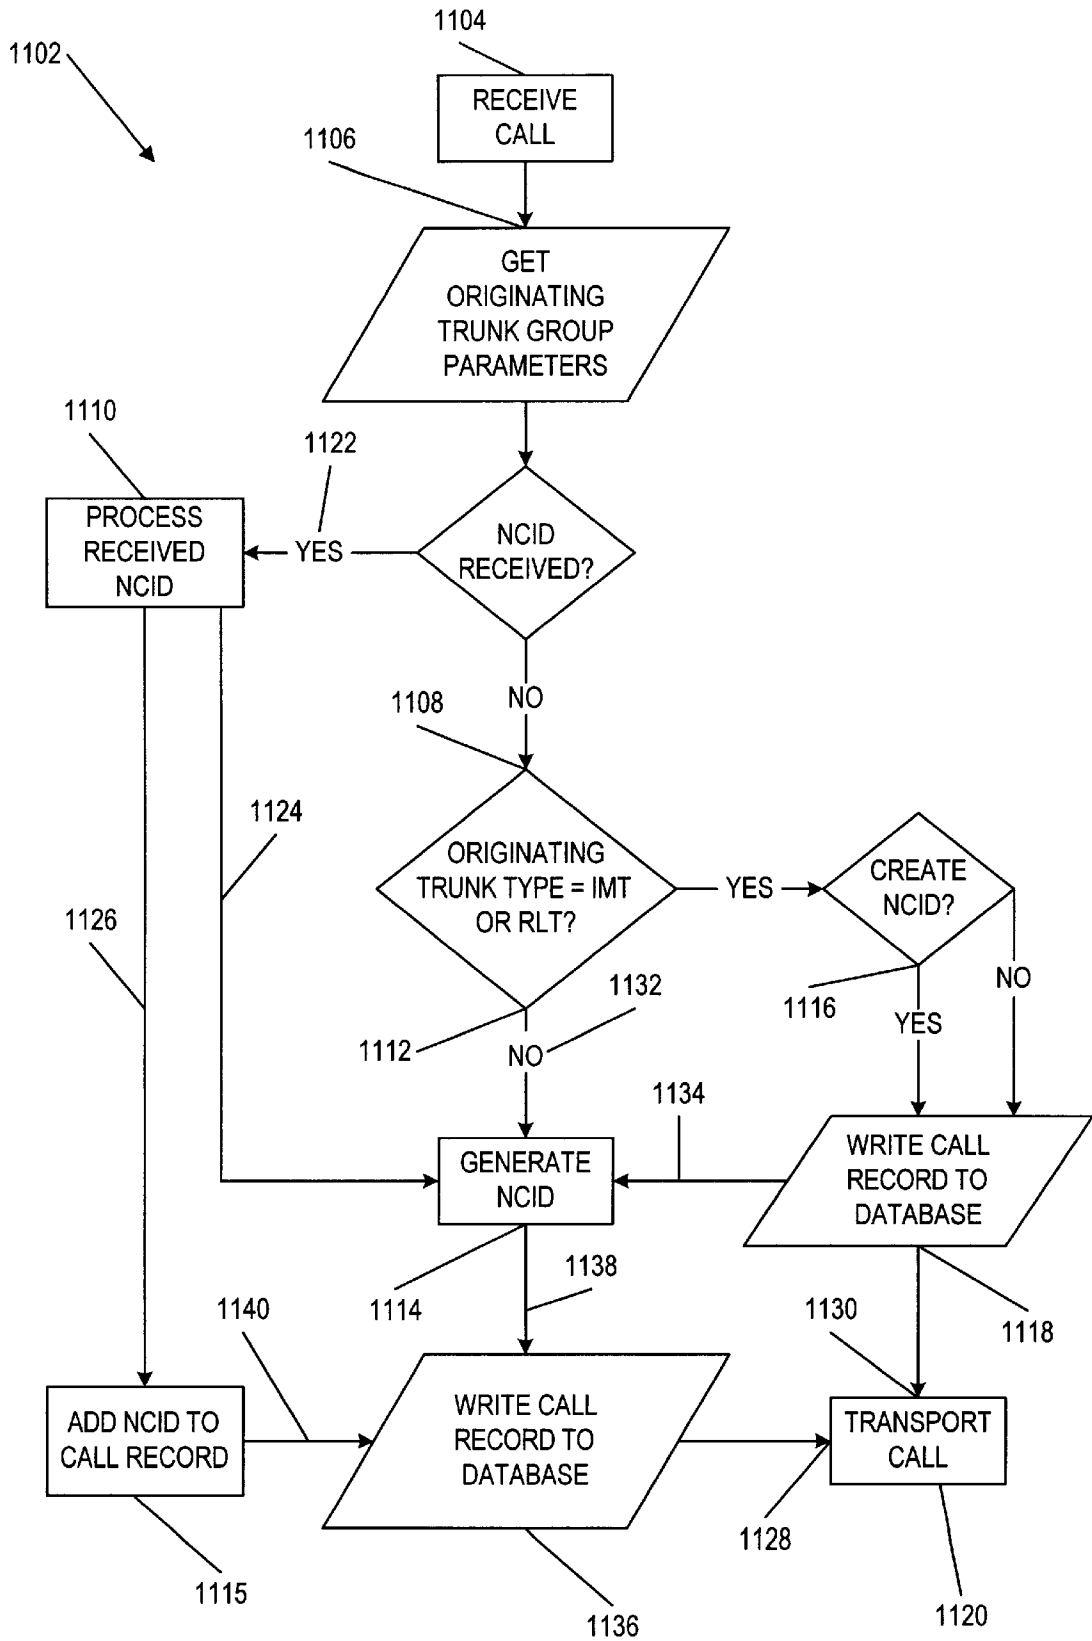 1104
1102
RECEIVE
CALL
1106
GET
ORIGINATING
TRUNK GROUP
PARAMETERS
1110
1122
PROCESS
RECEIVED
NCID
YES
NCID
RECEIVED?
NO
1108
1124
ORIGINATING
TRUNK TYPE = IMT
OR RLT?
YES
CREATE
NCID?
1126
1132
1116
NO
1112
NO
YES
1134
GENERATE
NCID
WRITE CALL
RECORD TO
DATABASE
1138
1114
1140
1130
1118
ADD NCID TO
CALL RECORD
WRITE CALL
RECORD TO
DATABASE
TRANSPORT
CALL
1128
1115
1136
1120